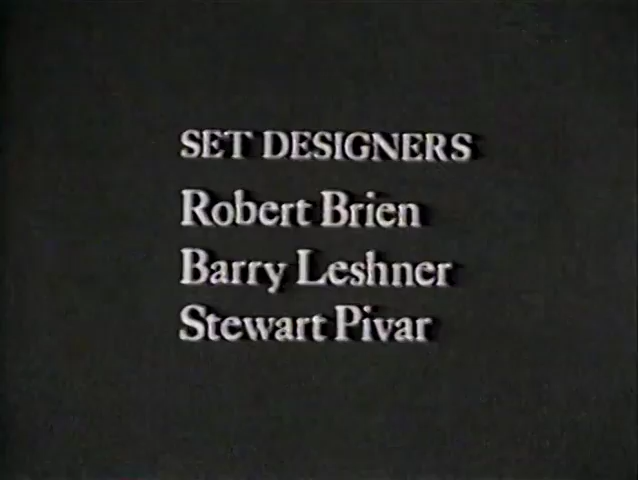 SET DESIGNERS
Robert Brien
Barry Leshner
Stewart Pivar